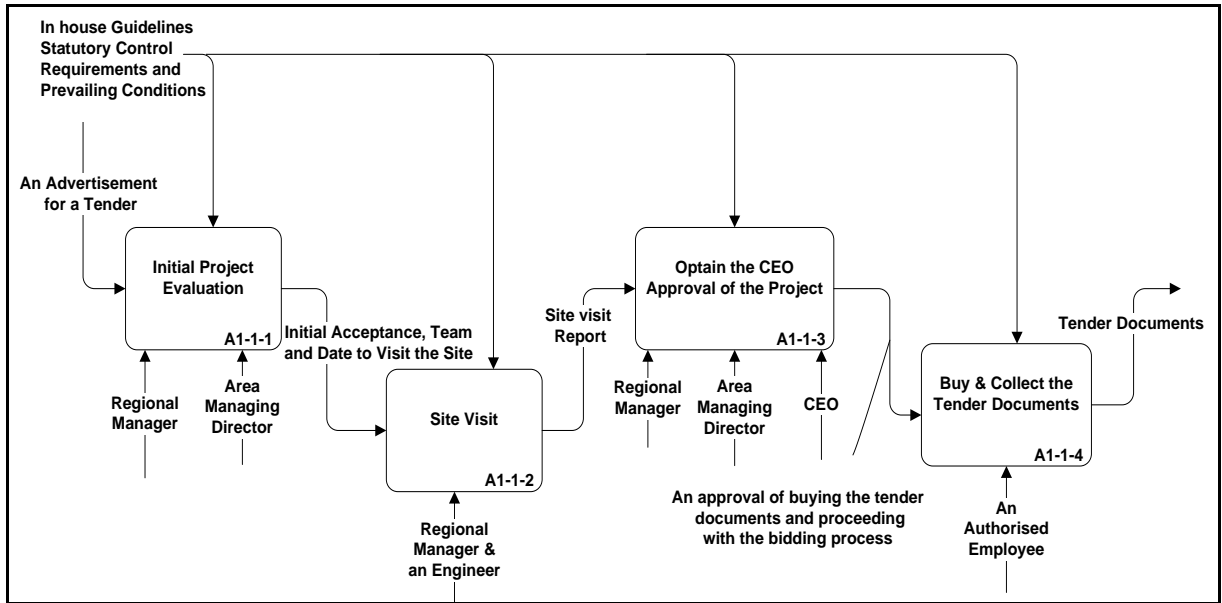 In house Guidelines
Statutory Control
Requirements and
Prevailing Conditions
An Advertisement
for a Tender
Initial Project
Evaluation
A1-1-1
Regional
Manager
Area
Managing
Director
Initial Acceptance, Team
and Date to Visit the Site
Site Visit
A1-1-2
Regional
Manager &
an Engineer
Site visit
Report
Optain the CEO
Approval of the Project
A1-1-3
Regional
Manager
Area
Managing
Director
CEO
An approval of buying the tender
documents and proceeding
with the bidding process
Buy & Collect the
Tender Documents
A1-1-4
An
Authorised
Employee
Tender Documents